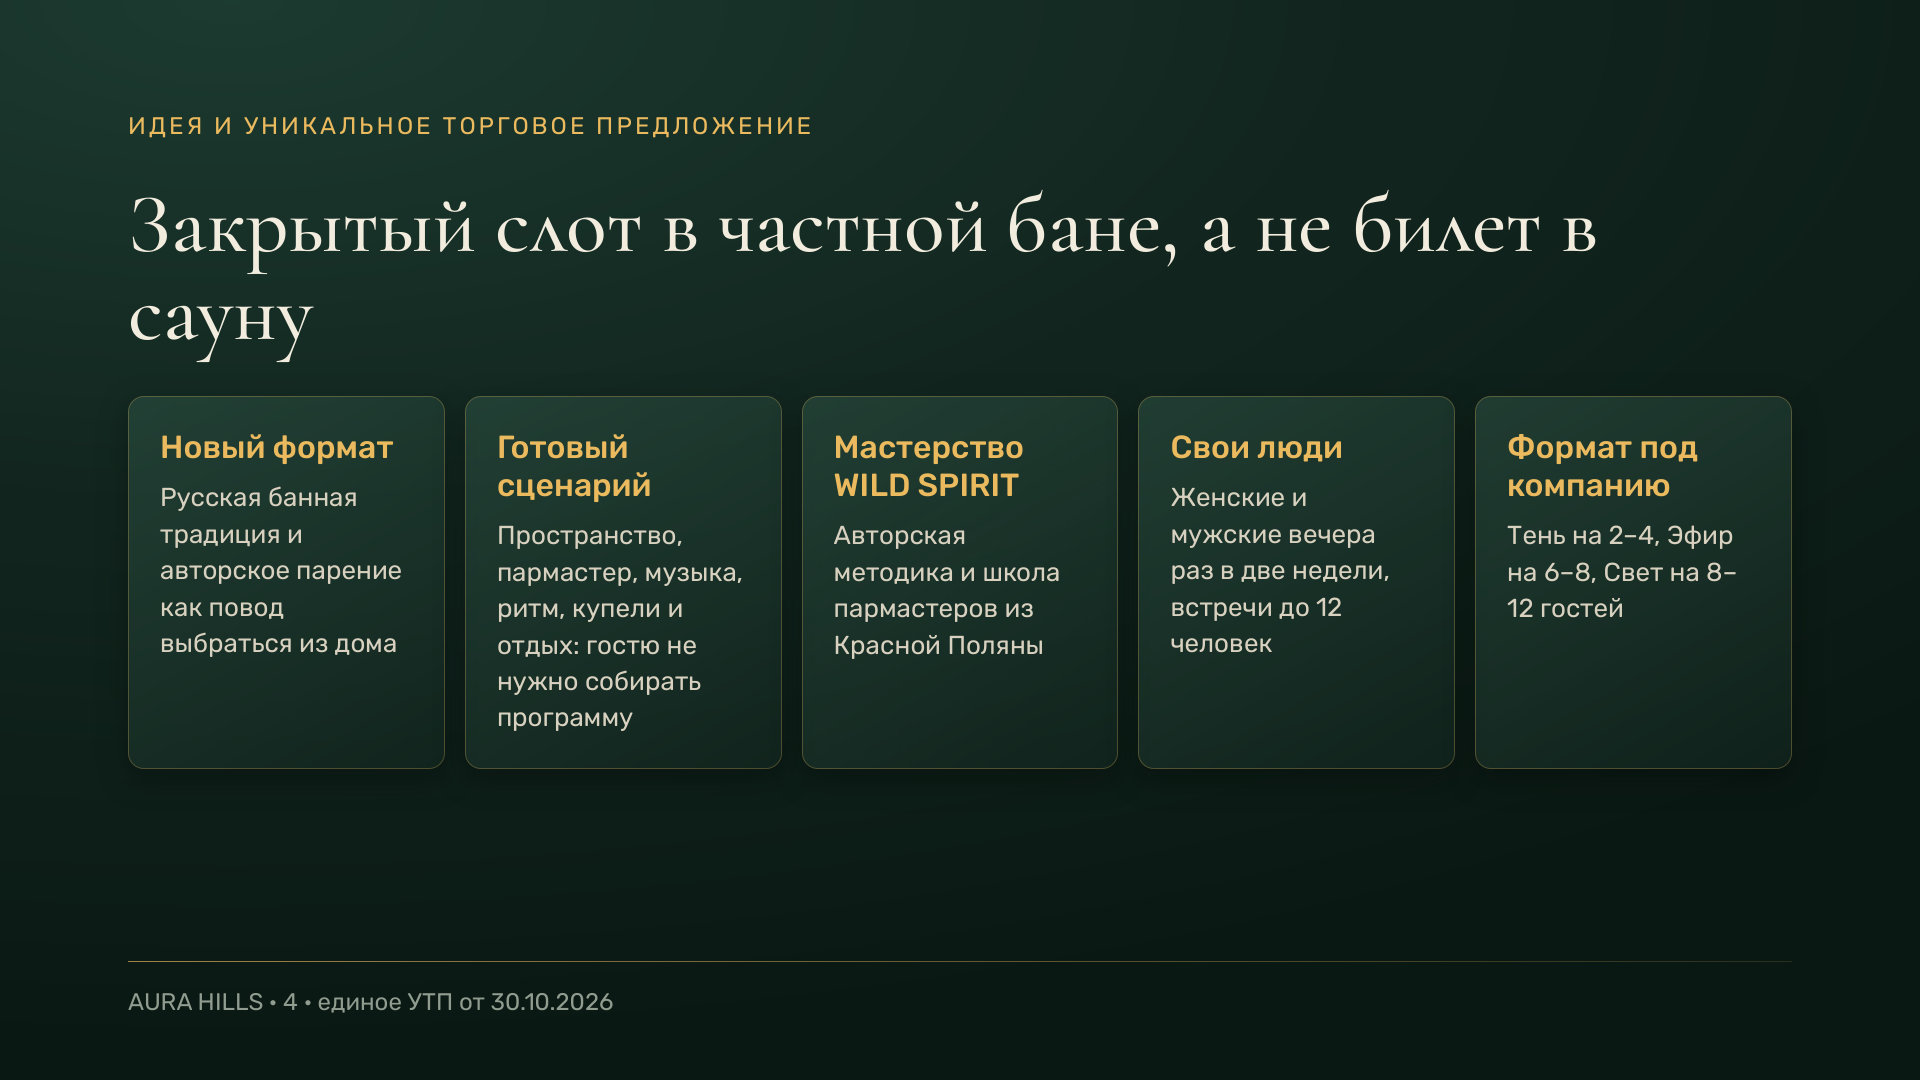 ИДЕЯ И УНИКАЛЬНОЕ ТОРГОВОЕ ПРЕДЛОЖЕНИЕ
Закрытый слот в частной бане, а не билет в
сауну
Новый формат
Русская банная
традиция и
авторское парение
как повод
выбраться из дома
Готовый
сценарий
Пространство,
пармастер, музыка,
ритм, купели и
отдых: гостю не
нужно собирать
программу
Мастерство
WILD SPIRIT
Авторская
методика и школа
пармастеров из
Красной Поляны
Свои люди
Женские и
мужские вечера
раз в две недели,
встречи до 12
человек
Формат под
компанию
Тень на 2–4, Эфир
на 6–8, Свет на 8–
12 гостей
AURA HILLS • 4 • единое УТП от 30.10.2026